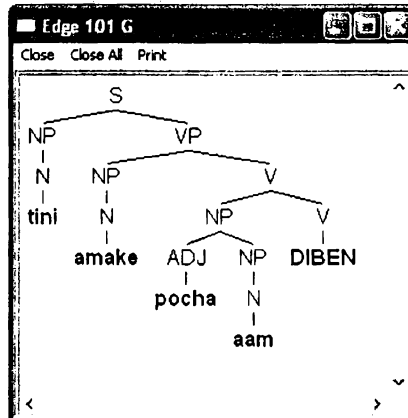 Edge 101 G
Close Close All Print
S
NP VP
N NP V
tini N NP V
amake ADJ NP DIBEN
pocha N
aam